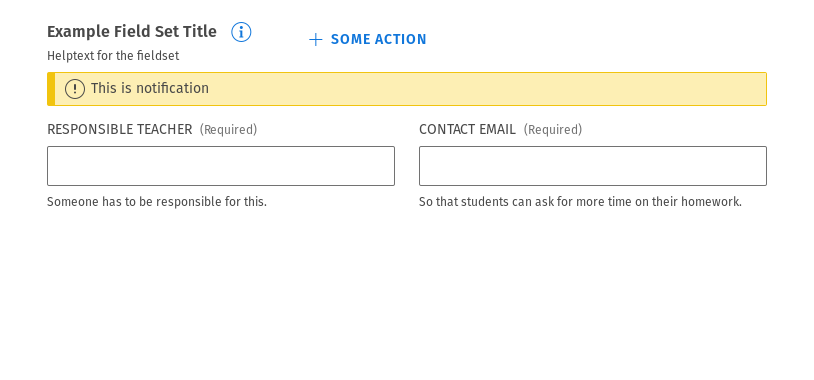 Example Field Set Title
+ SOME ACTION
Helptext for the fieldset
This is notification
RESPONSIBLE TEACHER (Required)
CONTACT EMAIL (Required)
Someone has to be responsible for this.
So that students can ask for more time on their homework.